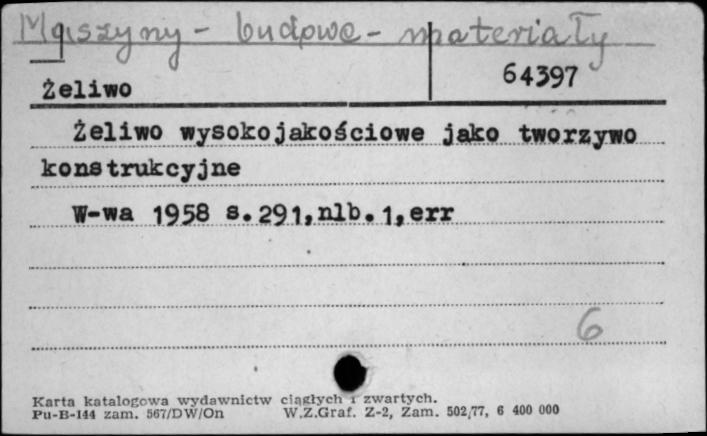 Maszyny - budowa - materiały
Żeliwo 64397
Żeliwo wysokojakościowe jako tworzywo
konstrukcyjne
W-wa 1958 s.291,nlb.1,err
6
Karta katalogowa wydawnictw ciągłych i zwartych.
Pu-B-144 zam. 567/DW/On W.Z.Graf. Z-2, Zam. 502/77, 6 400 000